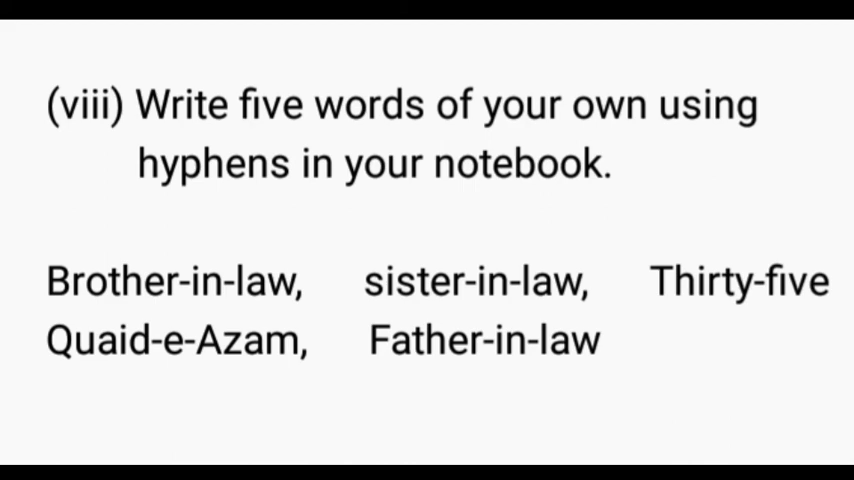 (viii) Write five words of your own using
hyphens in your notebook.
Brother-in-law, sister-in-law, Thirty-five
Quaid-e-Azam, Father-in-law